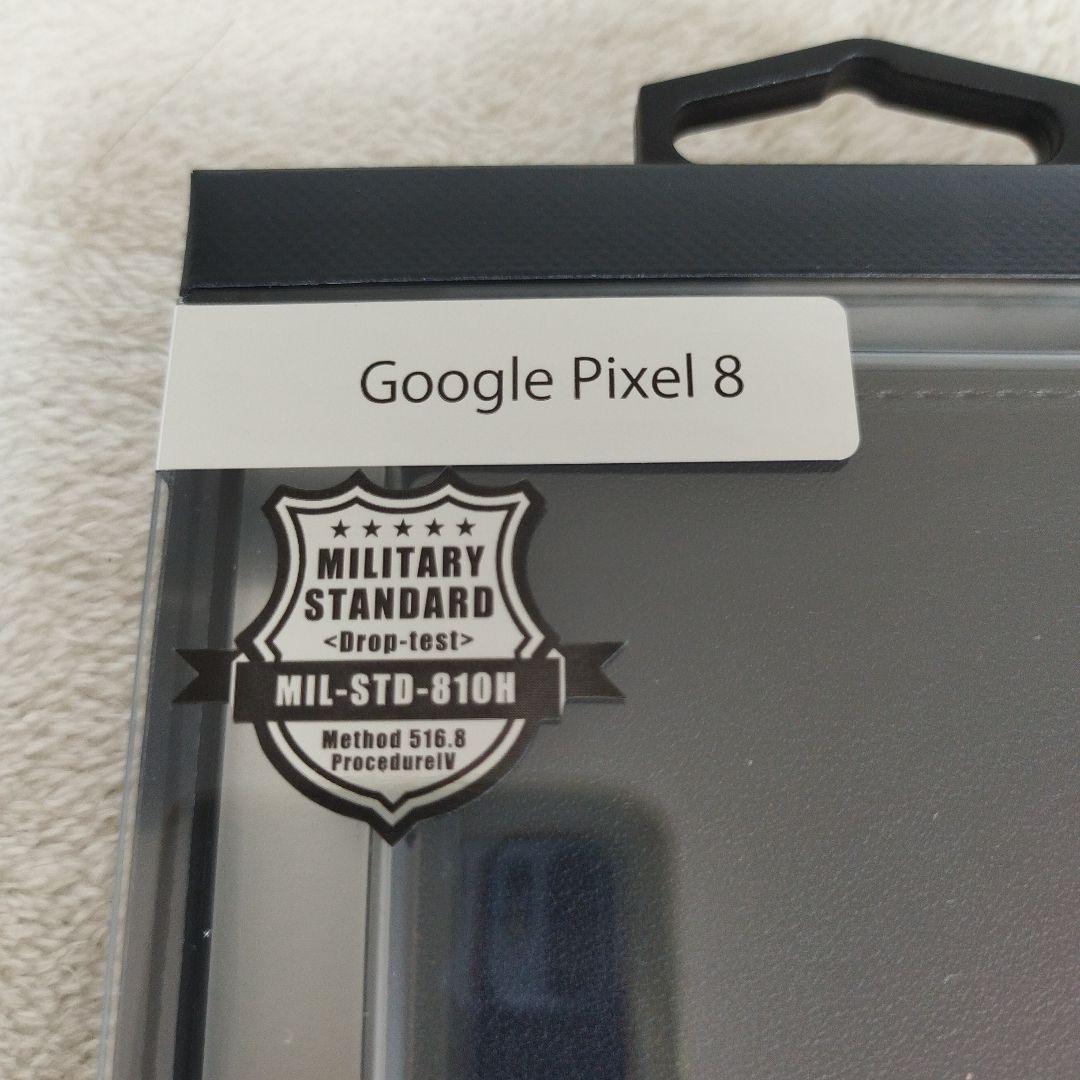 Google Pixel 8
MILITARY
STANDARD
<Drop-test>
MIL-STD-810H
Method 516.8
ProcedureIV